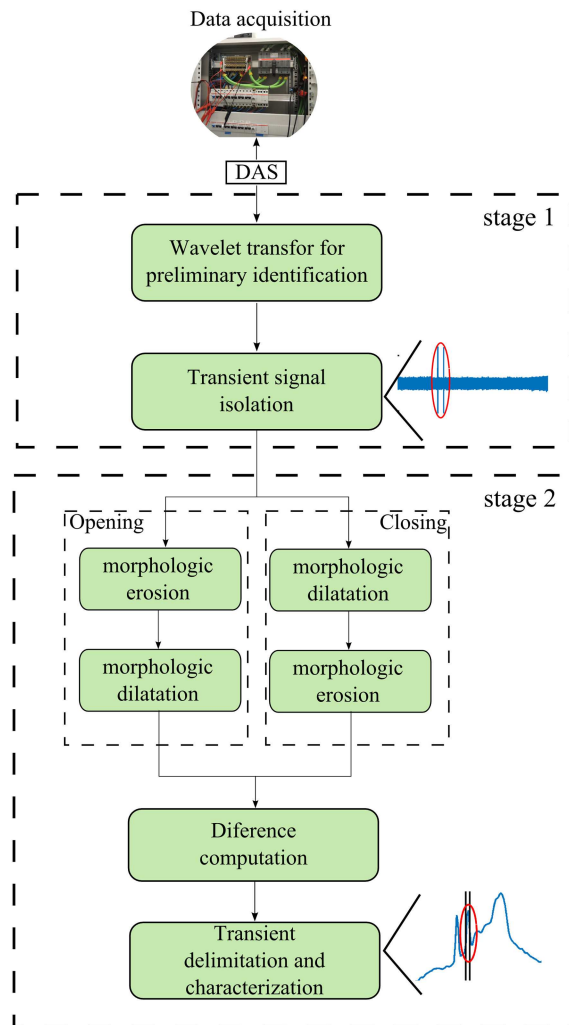 Data acquisition
DAS
stage 1
Wavelet transfor for
preliminary identification
Transient signal
isolation
stage 2
Opening
Closing
morphologic
erosion
morphologic
dilatation
morphologic
dilatation
morphologic
erosion
Diference
computation
Transient
delimitation and
characterization